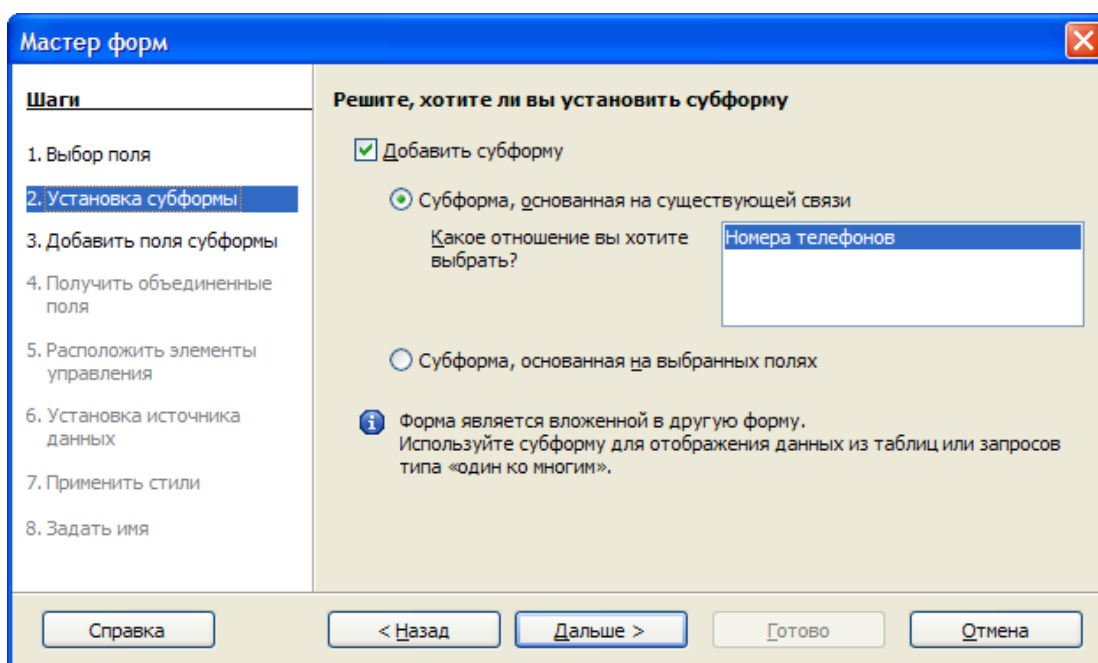 Мастер форм
Шаги
1. Выбор поля
2. Установка субформы
3. Добавить поля субформы
4. Получить объединенные
поля
5. Расположить элементы
управления
6. Установка источника
данных
7. Применить стили
8. Задать имя
Решите, хотите ли вы установить субформу
Добавить субформу
Субформа, основанная на существующей связи
Какое отношение вы хотите
выбрать?
Номера телефонов
Субформа, основанная на выбранных полях
Форма является вложенной в другую форму.
Используйте субформу для отображения данных из таблиц или запросов
типа «один ко многим».
Справка
< Назад
Дальше >
Готово
Отмена